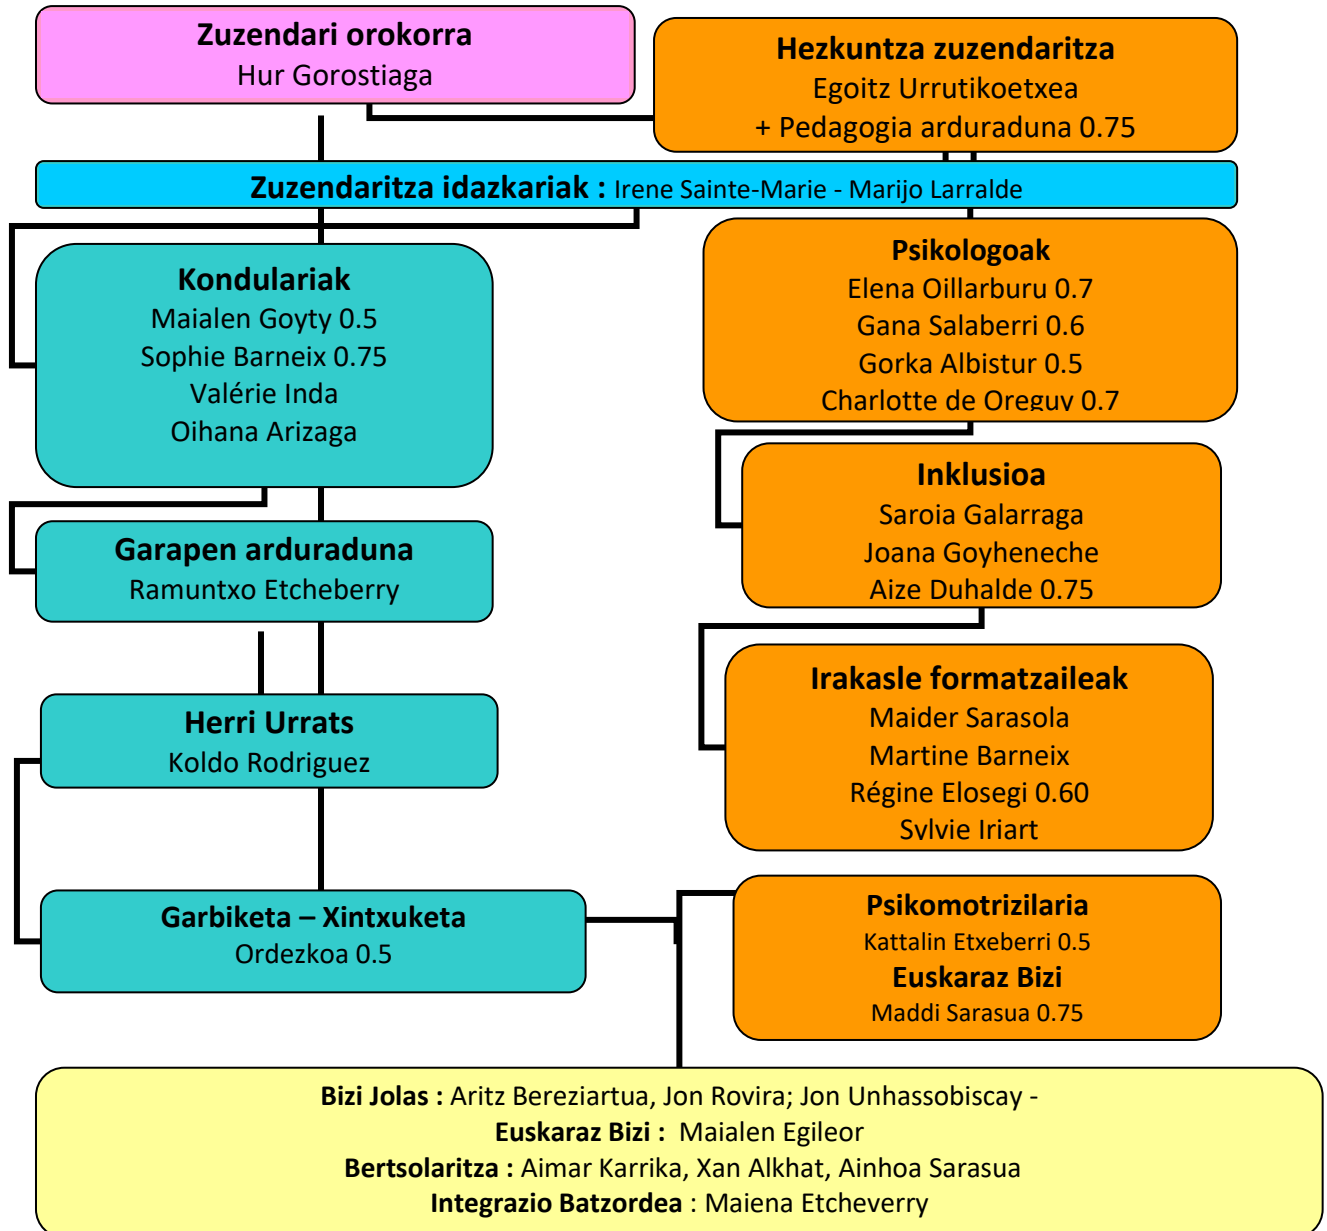 Zuzendari orokorra
Hur Gorostiaga
Hezkuntza zuzendaritza
Egoitz Urrutikoetxea
+ Pedagogia arduraduna 0.75
Zuzendaritza idazkariak : Irene Sainte-Marie - Marijo Larralde
Kondulariak
Maialen Goyty 0.5
Sophie Barneix 0.75
Valérie Inda
Oihana Arizaga
Psikologoak
Elena Oillarburu 0.7
Gana Salaberri 0.6
Gorka Albistur 0.5
Charlotte de Oreguy 0.7
Inklusioa
Saroia Galarraga
Joana Goyheneche
Aize Duhalde 0.75
Garapen arduraduna
Ramuntxo Etcheberry
Irakasle formatzaileak
Maider Sarasola
Martine Barneix
Régine Elosegi 0.60
Sylvie Iriart
Herri Urrats
Koldo Rodriguez
Garbiketa – Xintxuketa
Ordezkoa 0.5
Psikomotrizilaria
Kattalin Etxeberri 0.5
Euskaraz Bizi
Maddi Sarasua 0.75
Bizi Jolas : Aritz Bereziartua, Jon Rovira; Jon Unhassobiscay -
Euskaraz Bizi : Maialen Egileor
Bertsolaritza : Aimar Karrika, Xan Alkhat, Ainhoa Sarasua
Integrazio Batzordea : Maiena Etcheverry